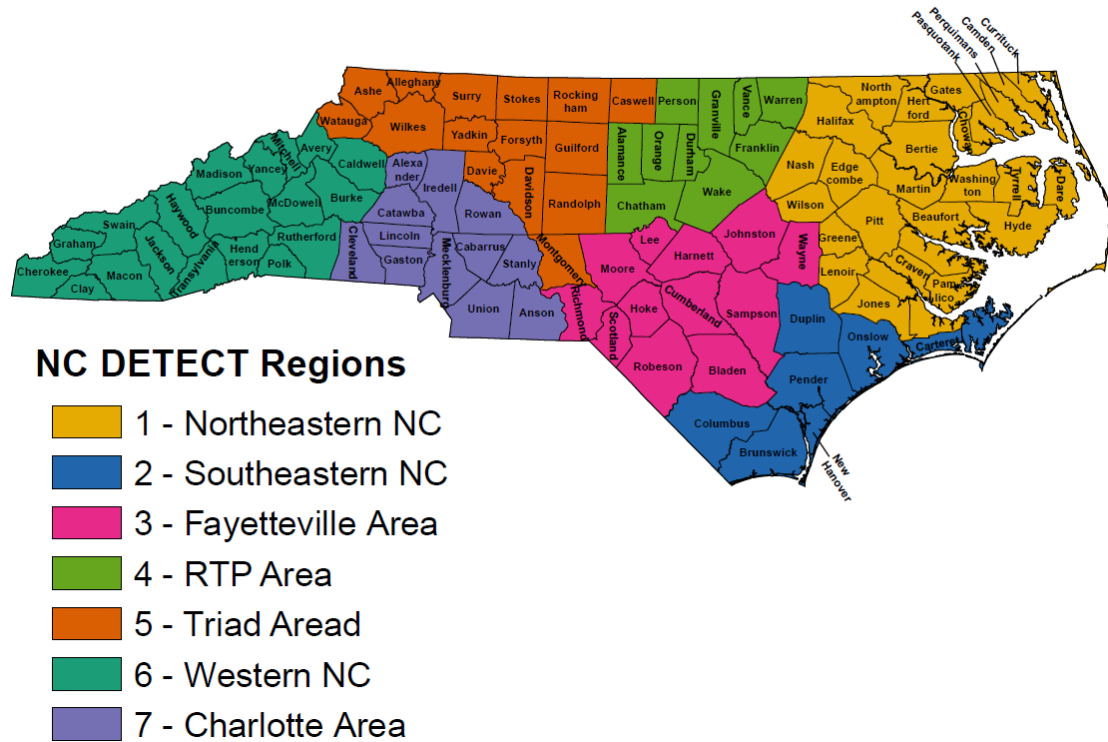 Currituck
Camden
Perquimans
Pasquotank
Ashe
Alleghany
Surry
Stokes
Rocking
ham
Caswell
Person
Granville
Vance
Warren
North
ampton
Gates
Hert
ford
Halifax
Chowan
Watauga
Wilkes
Yadkin
Forsyth
Guilford
Alamance
Orange
Durham
Franklin
Nash
Edge
combe
Bertie
Mitchell
Avery
Caldwell
Alexa
nder
Iredell
Davie
Davidson
Randolph
Chatham
Wake
Wilson
Martin
Washing
ton
Tyrrell
Dare
Madison
Yancey
McDowell
Burke
Catawba
Rowan
Pitt
Beaufort
Hyde
Haywood
Buncombe
Swain
Graham
Jackson
Transylvania
Hend
erson
Rutherford
Polk
Cleveland
Lincoln
Gaston
Mecklenburg
Cabarrus
Stanly
Montgomery
Moore
Lee
Harnett
Johnston
Wayne
Greene
Lenoir
Craven
Pam
lico
Jones
Cherokee
Clay
Macon
Union
Anson
Richmond
Scotland
Hoke
Cumberland
Sampson
Duplin
Onslow
Carteret
Robeson
Bladen
Pender
Columbus
Brunswick
New
Hanover
NC DETECT Regions
1 - Northeastern NC
2 - Southeastern NC
3 - Fayetteville Area
4 - RTP Area
5 - Triad Aread
6 - Western NC
7 - Charlotte Area